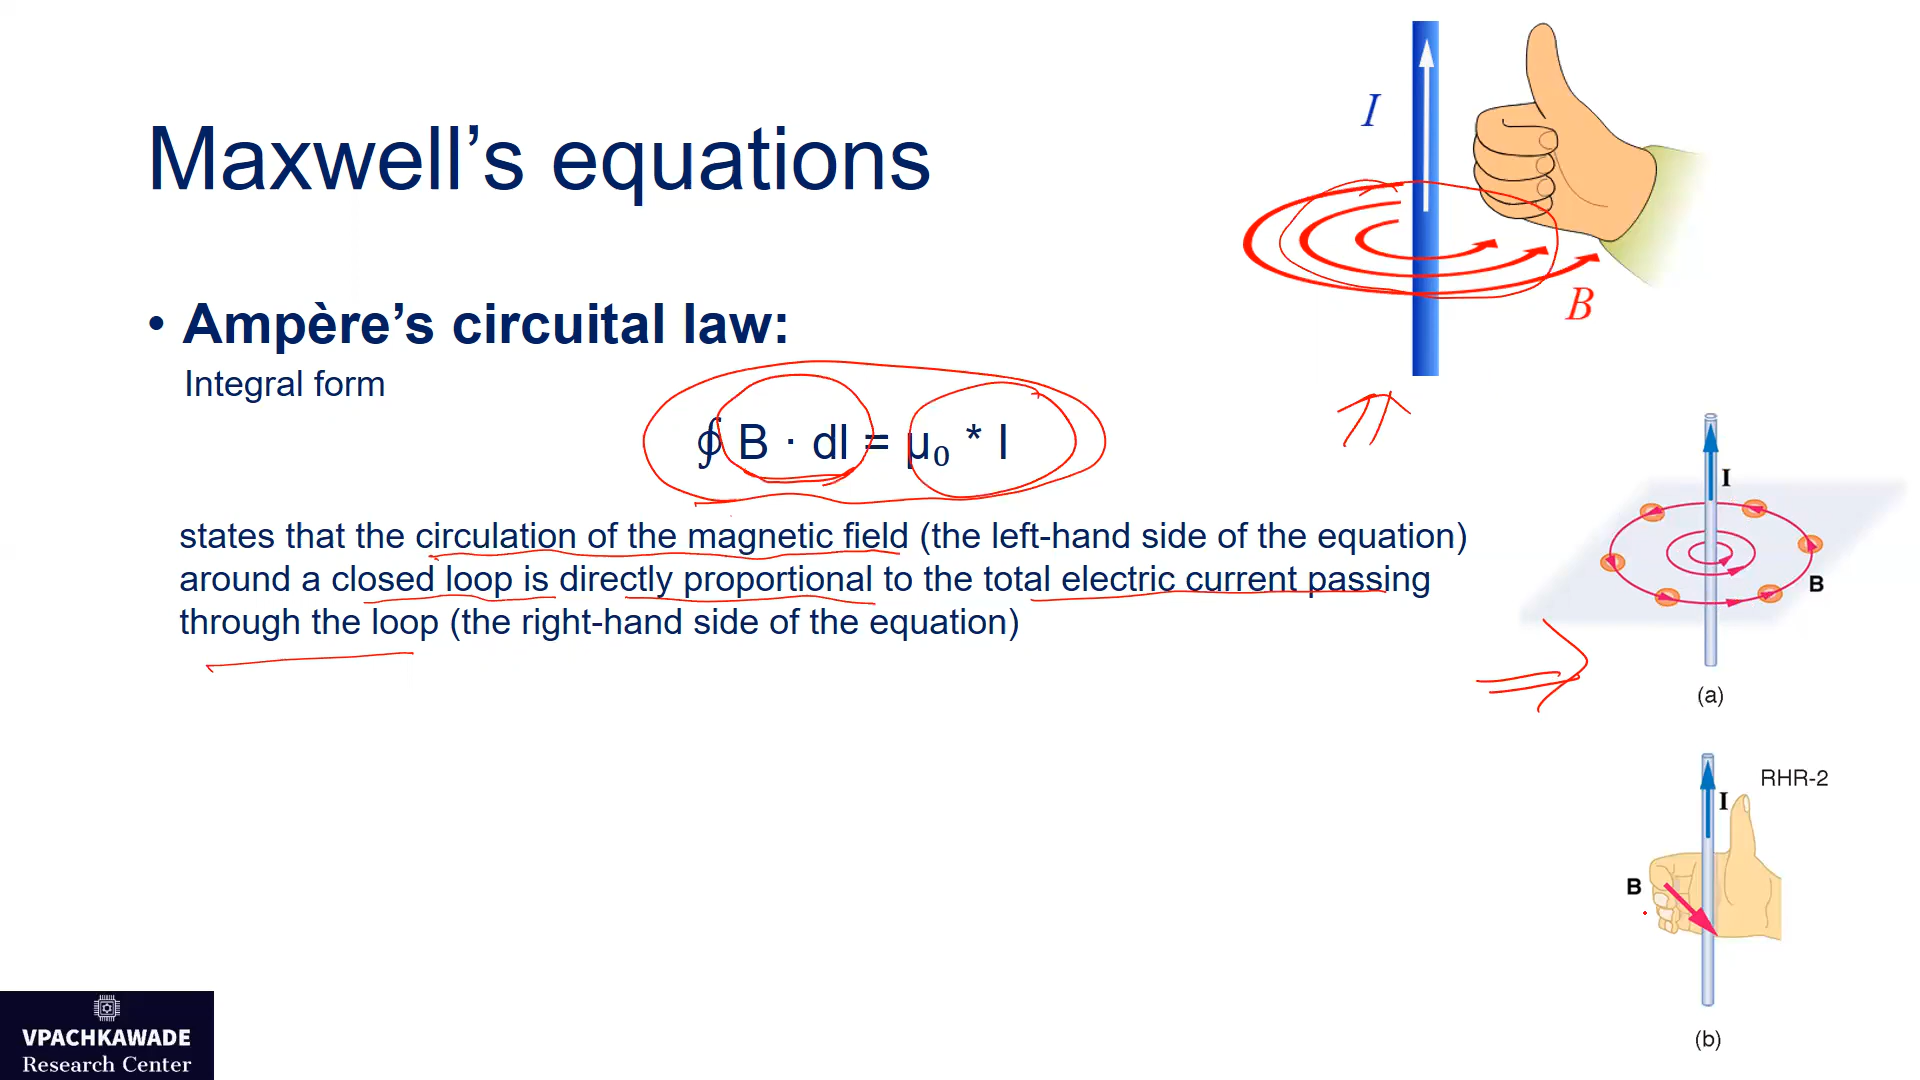 Maxwell’s equations
• Ampère’s circuital law:
Integral form
∮ B · dl = μ₀ * I
states that the circulation of the magnetic field (the left-hand side of the equation)
around a closed loop is directly proportional to the total electric current passing
through the loop (the right-hand side of the equation)
I
B
I
B
(a)
RHR-2
I
B
(b)
VPACHKAWADE
Research Center